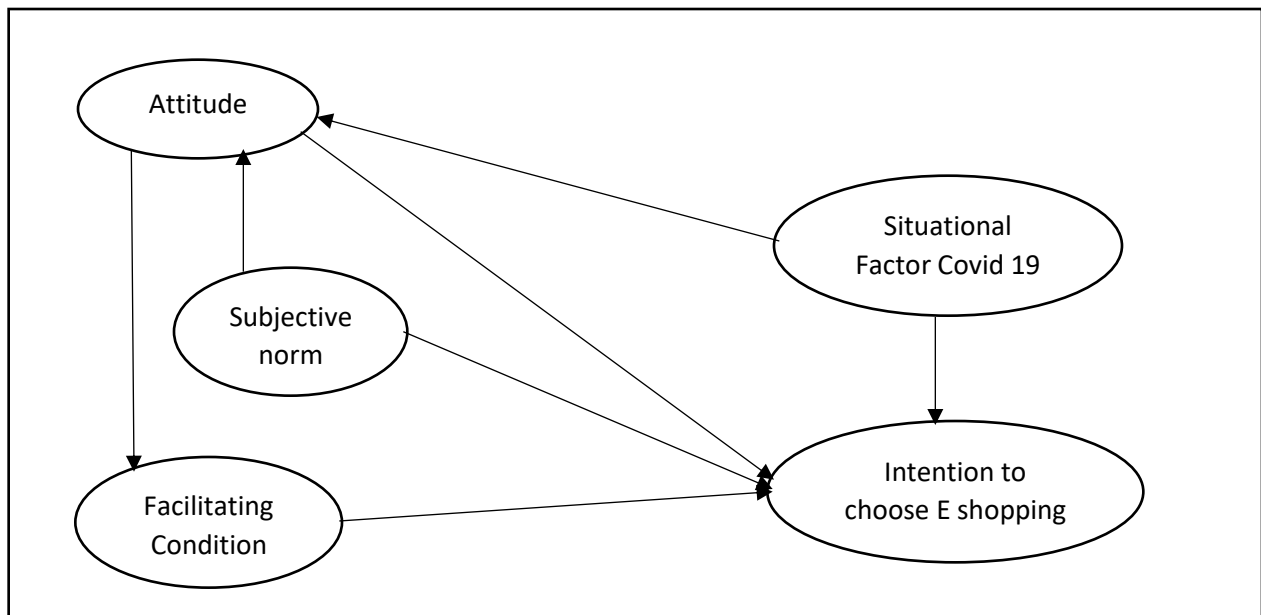 Attitude
Situational
Factor Covid 19
Subjective
norm
Intention to
choose E shopping
Facilitating
Condition